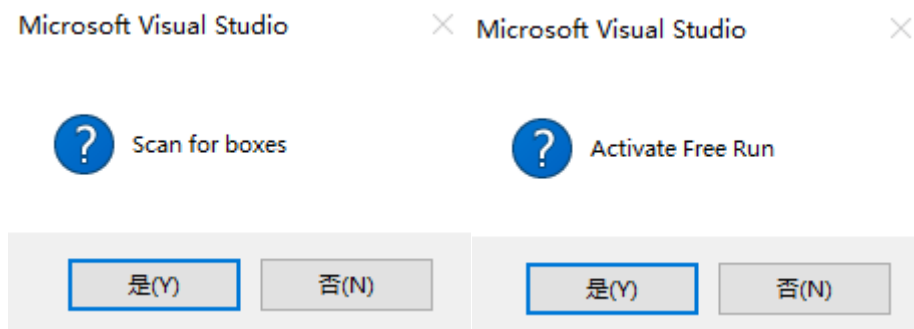 Microsoft Visual Studio
Scan for boxes
是(Y)
否(N)
Microsoft Visual Studio
Activate Free Run
是(Y)
否(N)